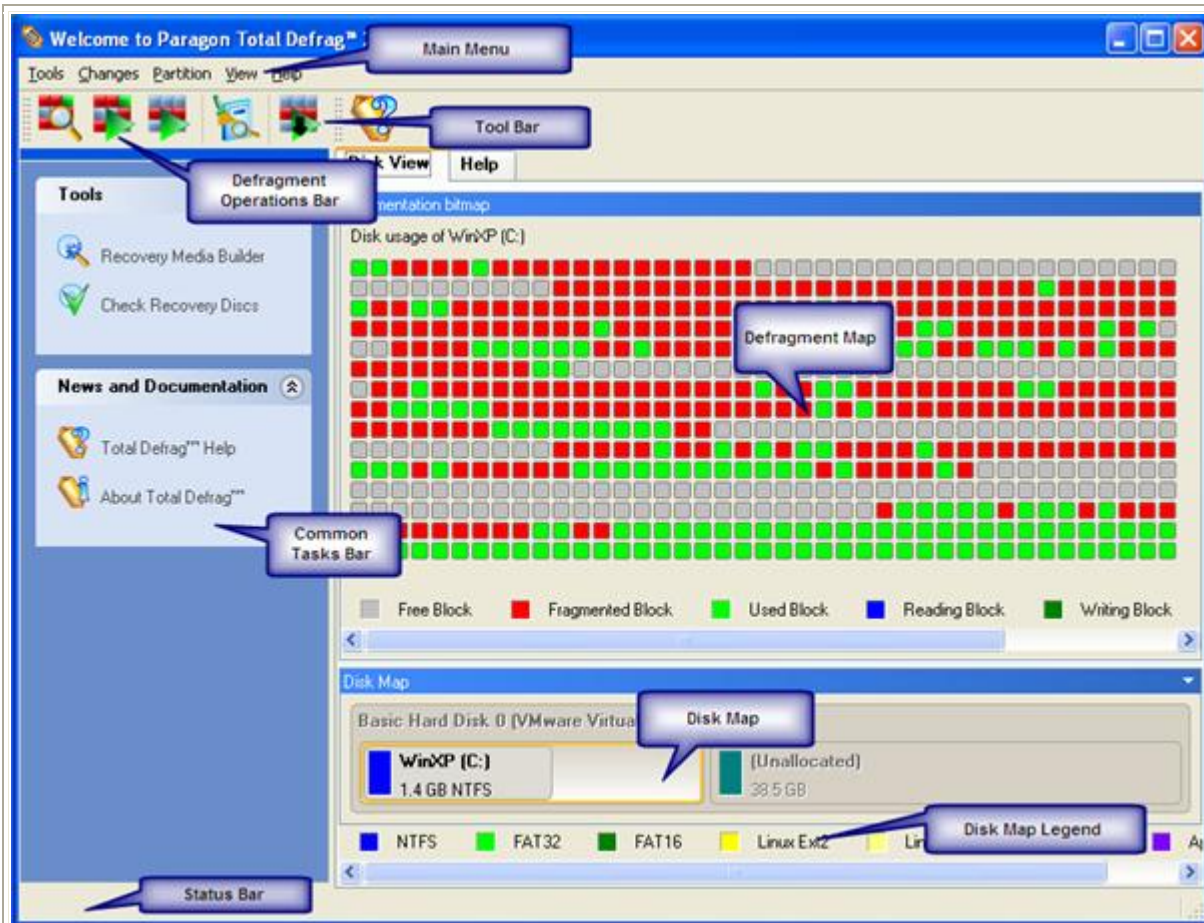 Welcome to Paragon Total Defrag™
Main Menu
Tools Changes Partition View Help
Tool Bar
Defragment
Operations Bar
Disk View Help
Tools
Recovery Media Builder
Check Recovery Discs
News and Documentation
Total Defrag™ Help
About Total Defrag™
Common
Tasks Bar
mentation bitmap
Disk usage of WinXP (C:)
Defragment Map
Free Block Fragmented Block Used Block Reading Block Writing Block
Disk Map
Basic Hard Disk 0 (VMware Virtua
Disk Map
WinXP (C:)
1.4 GB NTFS
(Unallocated)
38.5 GB
NTFS FAT32 FAT16 Linux Ext2
Disk Map Legend
Status Bar